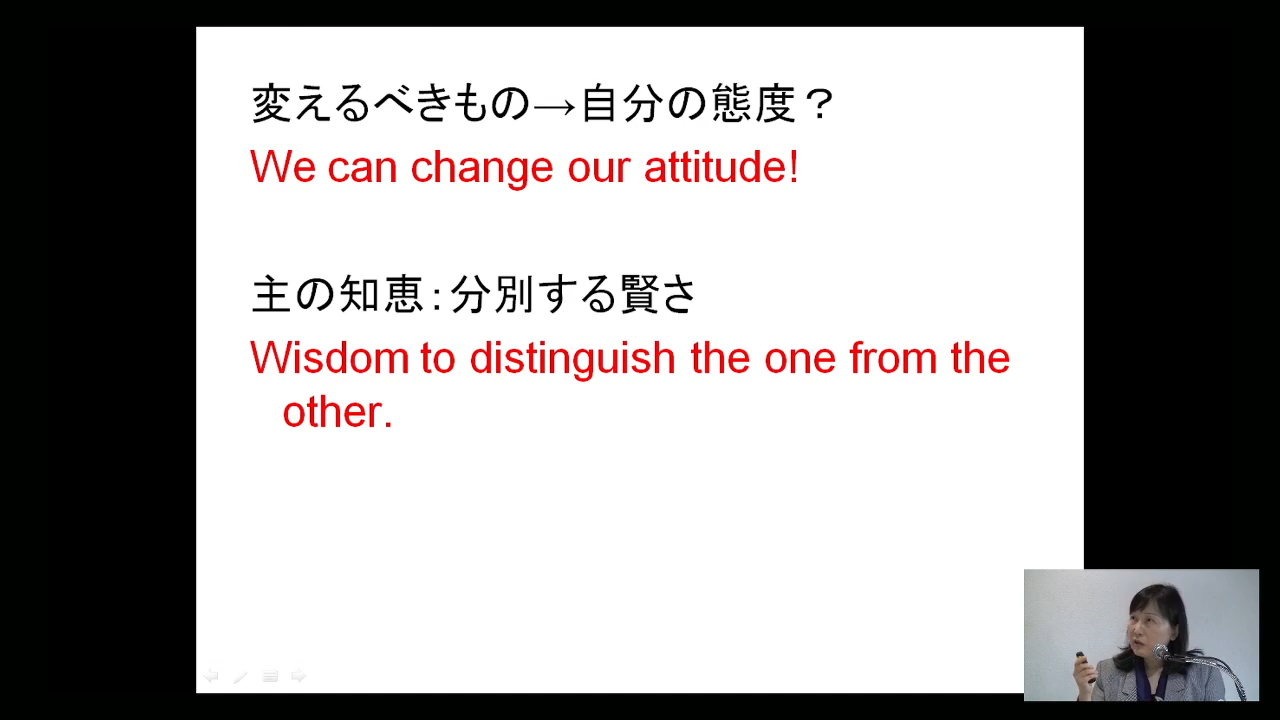 変えるべきもの→自分の態度？
We can change our attitude!
主の知恵：分別する賢さ
Wisdom to distinguish the one from the
other.